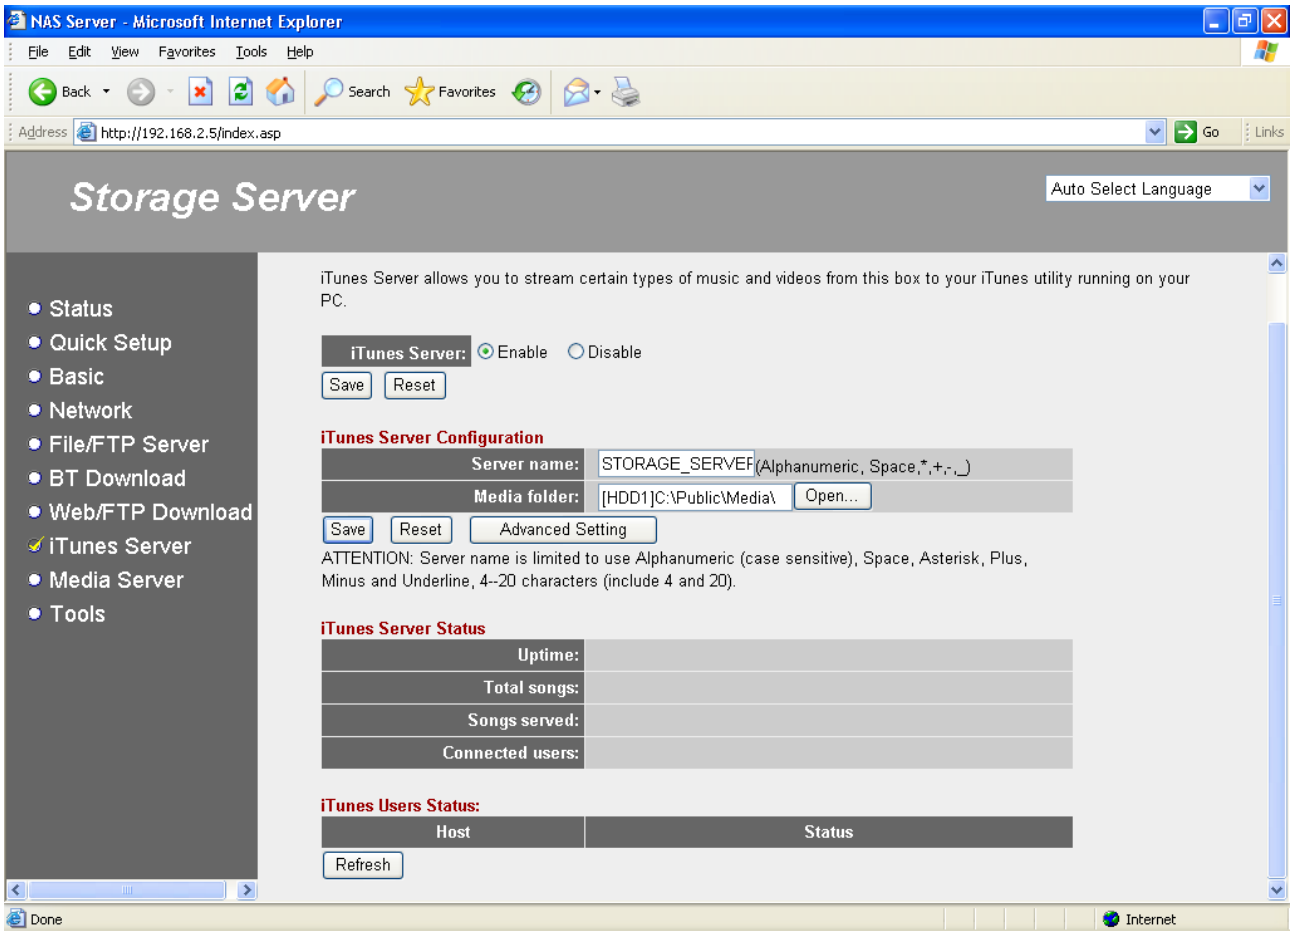 NAS Server - Microsoft Internet Explorer
File Edit View Favorites Tools Help
Back Search Favorites
Address http://192.168.2.5/index.asp Go Links
Storage Server
Auto Select Language
iTunes Server allows you to stream certain types of music and videos from this box to your iTunes utility running on your
PC.
Status
Quick Setup
Basic
Network
File/FTP Server
BT Download
Web/FTP Download
iTunes Server
Media Server
Tools
iTunes Server: Enable Disable
Save Reset
iTunes Server Configuration
Server name: STORAGE_SERVER (Alphanumeric, Space,*,+,-,_)
Media folder: [HDD1]C:\Public\Media\ Open...
Save Reset Advanced Setting
ATTENTION: Server name is limited to use Alphanumeric (case sensitive), Space, Asterisk, Plus,
Minus and Underline, 4--20 characters (include 4 and 20).
iTunes Server Status
Uptime:
Total songs:
Songs served:
Connected users:
iTunes Users Status:
Host Status
Refresh
Done Internet